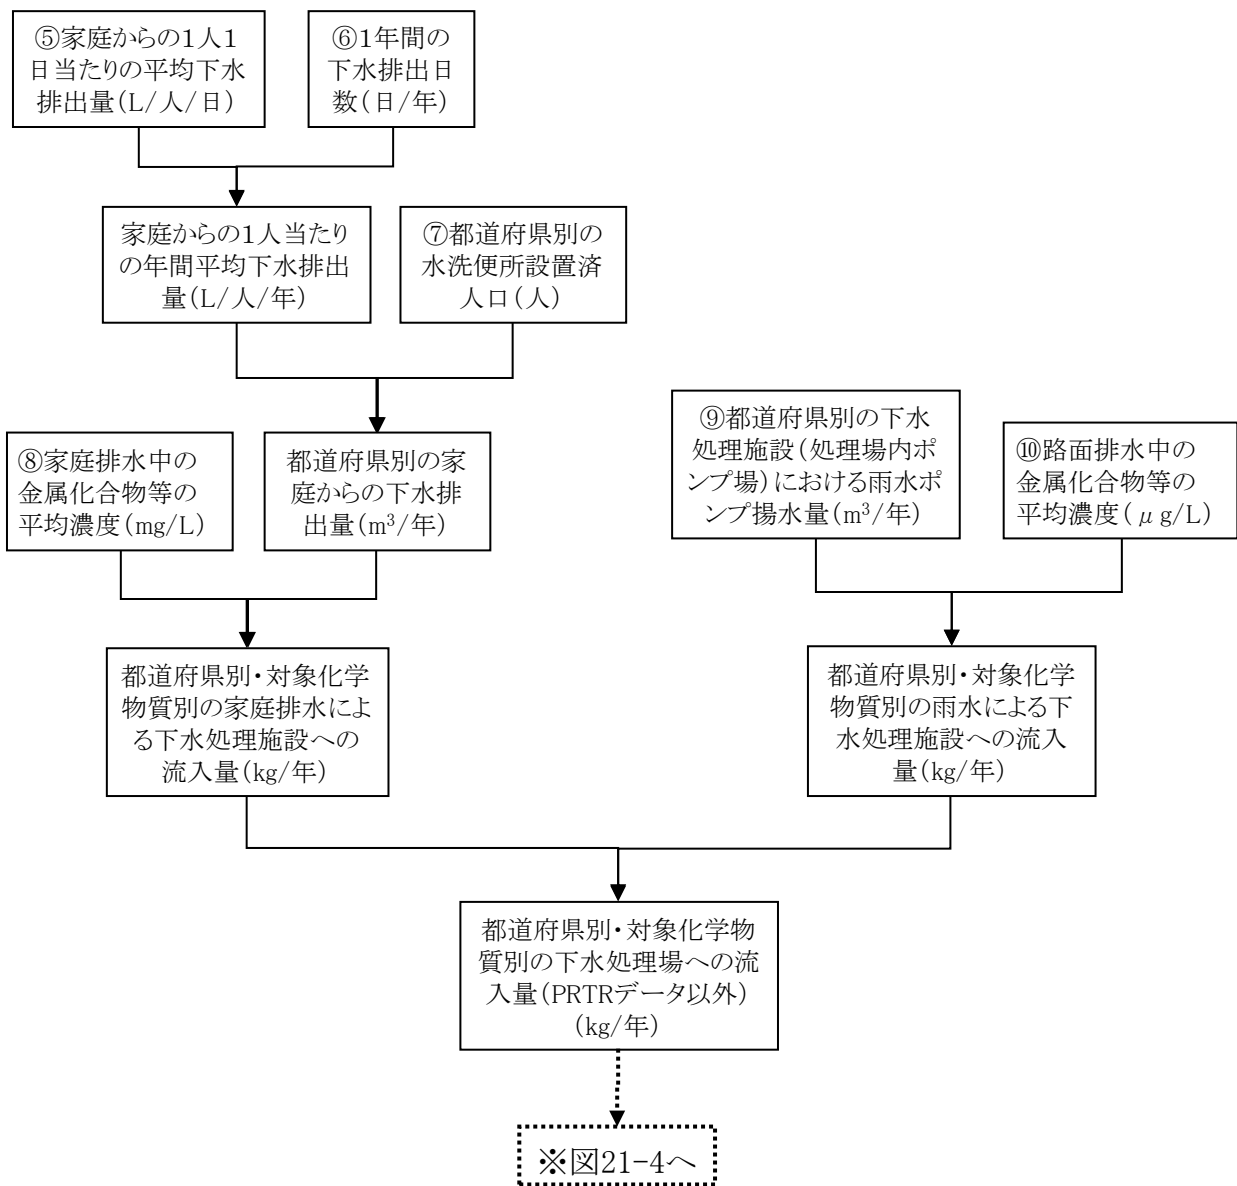 ⑤家庭からの1人1
日当たりの平均下水
排出量(L/人/日)
⑥1年間の
下水排出日
数(日/年)
家庭からの1人当たり
の年間平均下水排出
量(L/人/年)
⑦都道府県別の
水洗便所設置済
人口(人)
⑧家庭排水中の
金属化合物等の
平均濃度(mg/L)
都道府県別の家
庭からの下水排
出量(m³/年)
⑨都道府県別の下水
処理施設(処理場内ポ
ンプ場)における雨水ポ
ンプ揚水量(m³/年)
⑩路面排水中の
金属化合物等の
平均濃度(μg/L)
都道府県別・対象化学
物質別の家庭排水によ
る下水処理施設への
流入量(kg/年)
都道府県別・対象化学
物質別の雨水による下
水処理施設への流入
量(kg/年)
都道府県別・対象化学物
質別の下水処理場への流
入量(PRTRデータ以外)
(kg/年)
※図21-4へ